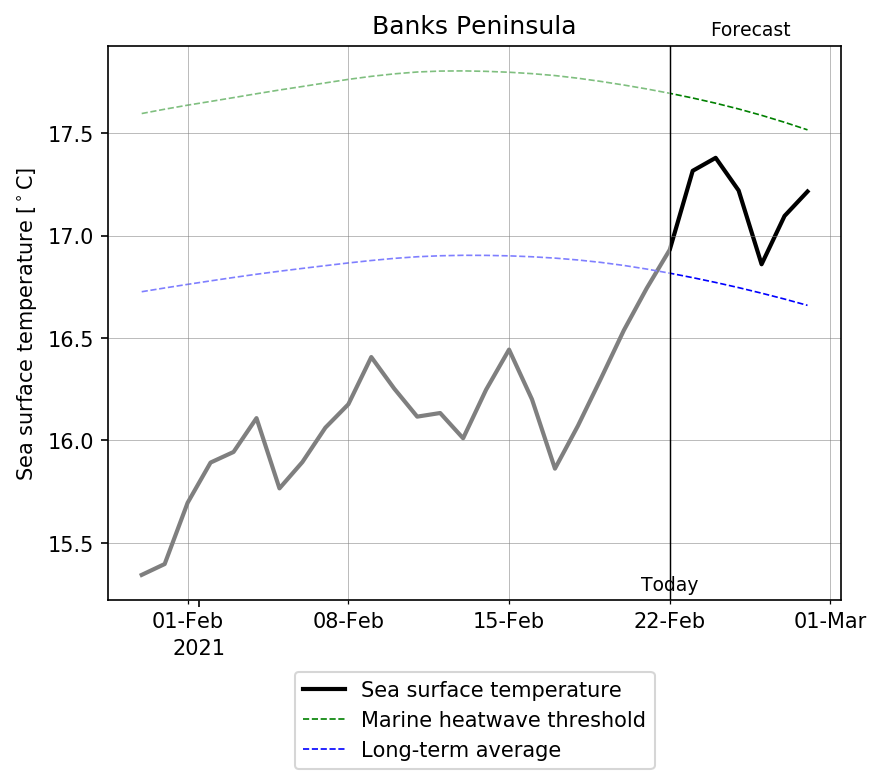 Banks Peninsula
Forecast
Sea surface temperature [°C]
17.5
17.0
16.5
16.0
15.5
Today
01-Feb
08-Feb
15-Feb
22-Feb
01-Mar
2021
Sea surface temperature
Marine heatwave threshold
Long-term average